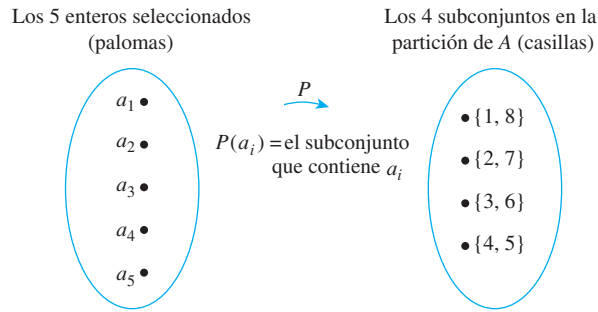 Los 5 enteros seleccionados
(palomas)
Los 4 subconjuntos en la
partición de A (casillas)
a₁
a₂
a₃
a₄
a₅
P
P(aᵢ) = el subconjunto
que contiene aᵢ
{1, 8}
{2, 7}
{3, 6}
{4, 5}